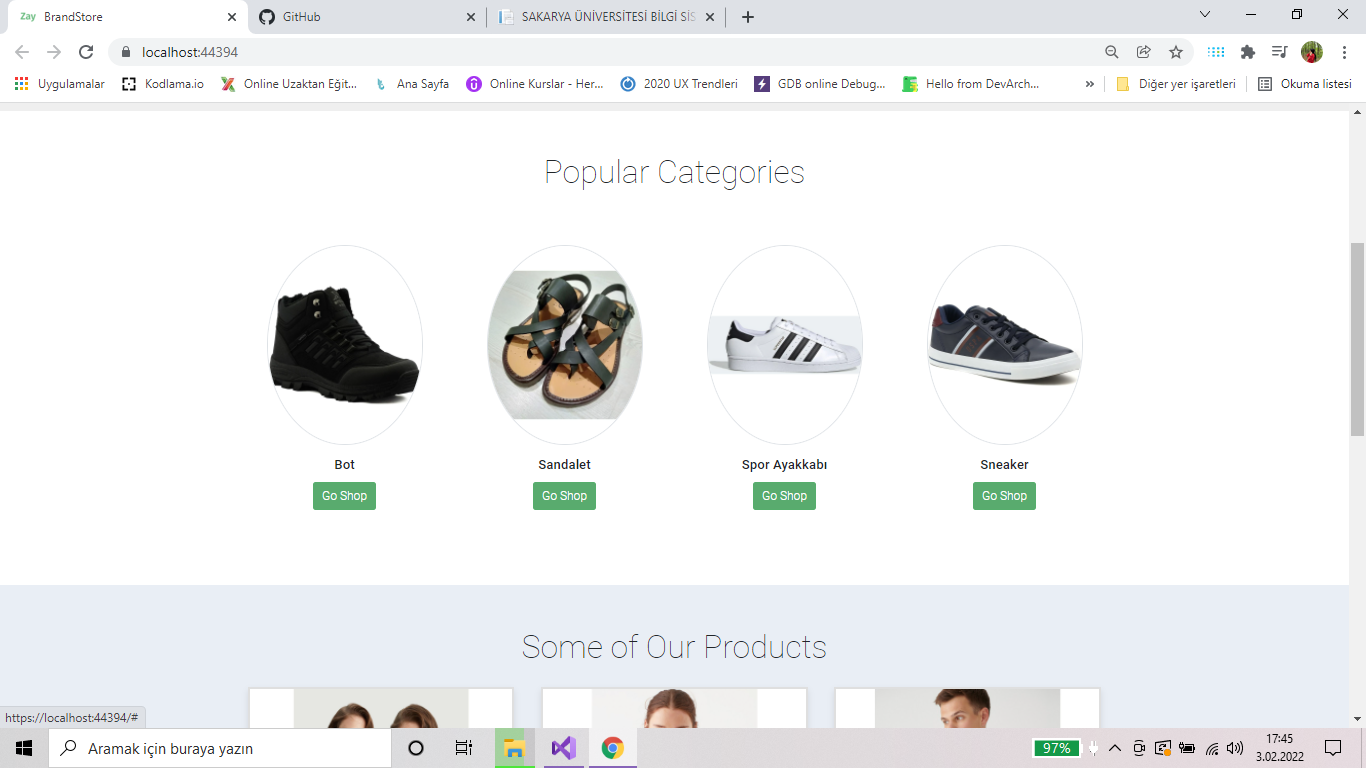 Zay BrandStore
GitHub
SAKARYA ÜNİVERSİTESİ BİLGİ SİS
localhost:44394
Uygulamalar
Kodlama.io
Online Uzaktan Eğit...
Ana Sayfa
Online Kurslar - Her...
2020 UX Trendleri
GDB online Debug...
Hello from DevArch...
»
Diğer yer işaretleri
Okuma listesi
Popular Categories
Bot
Sandalet
Spor Ayakkabı
Sneaker
Go Shop
Go Shop
Go Shop
Go Shop
Some of Our Products
https://localhost:44394/#
Aramak için buraya yazın
97%
17:45
3.02.2022